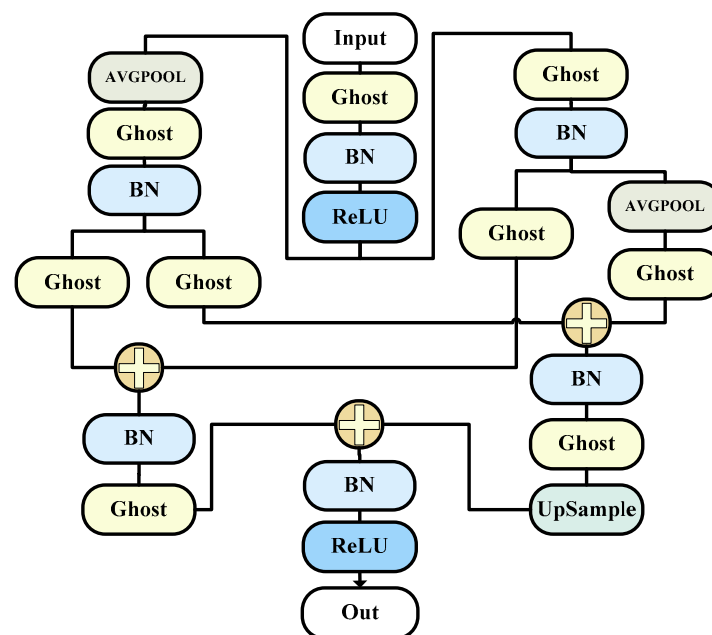 Input
AVGPOOL
Ghost
Ghost
Ghost
BN
BN
BN
ReLU
AVGPOOL
Ghost
Ghost
Ghost
Ghost
BN
BN
Ghost
BN
Ghost
UpSample
ReLU
Out